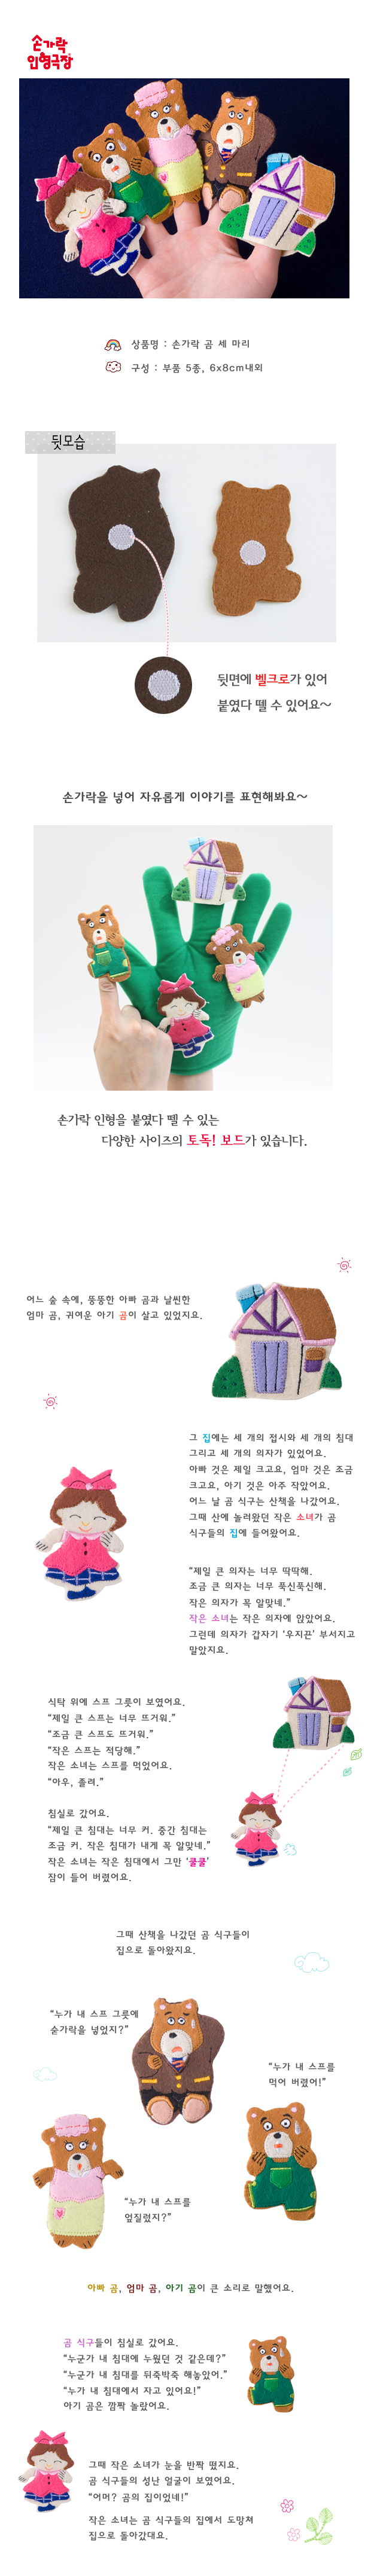 손가락
인형극장
상품명 : 손가락 곰 세 마리
구성 : 부품 5종, 6x8cm내외
뒷모습
뒷면에 벨크로가 있어
붙였다 뗄 수 있어요~
손가락을 넣어 자유롭게 이야기를 표현해봐요~
손가락 인형을 붙였다 뗄 수 있는
다양한 사이즈의 토독! 보드가 있습니다.
어느 숲 속에, 뚱뚱한 아빠 곰과 날씬한
엄마 곰, 귀여운 아기 곰이 살고 있었지요.
그 집에는 세 개의 접시와 세 개의 침대
그리고 세 개의 의자가 있었어요.
아빠 것은 제일 크고요, 엄마 것은 조금
크고요, 아기 것은 아주 작았어요.
어느 날 곰 식구는 산책을 나갔어요.
그때 산에 놀러왔던 작은 소녀가 곰
식구들의 집에 들어왔어요.
“제일 큰 의자는 너무 딱딱해.
조금 큰 의자는 너무 푹신푹신해.
작은 의자가 꼭 알맞네.”
작은 소녀는 작은 의자에 앉았어요.
그런데 의자가 갑자기 ‘우지끈’ 부서지고
말았지요.
식탁 위에 스프 그릇이 보였어요.
“제일 큰 스프는 너무 뜨거워.”
“조금 큰 스프도 뜨거워.”
“작은 스프는 적당해.”
작은 소녀는 스프를 먹었어요.
“아우, 졸려.”
침실로 갔어요.
“제일 큰 침대는 너무 커. 중간 침대는
조금 커. 작은 침대가 내게 꼭 알맞네.”
작은 소녀는 작은 침대에서 그만 ‘쿨쿨’
잠이 들어 버렸어요.
그때 산책을 나갔던 곰 식구들이
집으로 돌아왔지요.
“누가 내 스프 그릇에
숟가락을 넣었지?”
“누가 내 스프를
먹어 버렸어!”
“누가 내 스프를
엎질렀지?”
아빠 곰, 엄마 곰, 아기 곰이 큰 소리로 말했어요.
곰 식구들이 침실로 갔어요.
“누군가 내 침대에 누웠던 것 같은데?”
“누군가 내 침대를 뒤죽박죽 해놓았어.”
“누가 내 침대에서 자고 있어요!”
아기 곰은 깜짝 놀랐어요.
그때 작은 소녀가 눈을 반짝 떴지요.
곰 식구들의 성난 얼굴이 보였어요.
“어머? 곰의 집이었네!”
작은 소녀는 곰 식구들의 집에서 도망쳐
집으로 돌아갔대요.